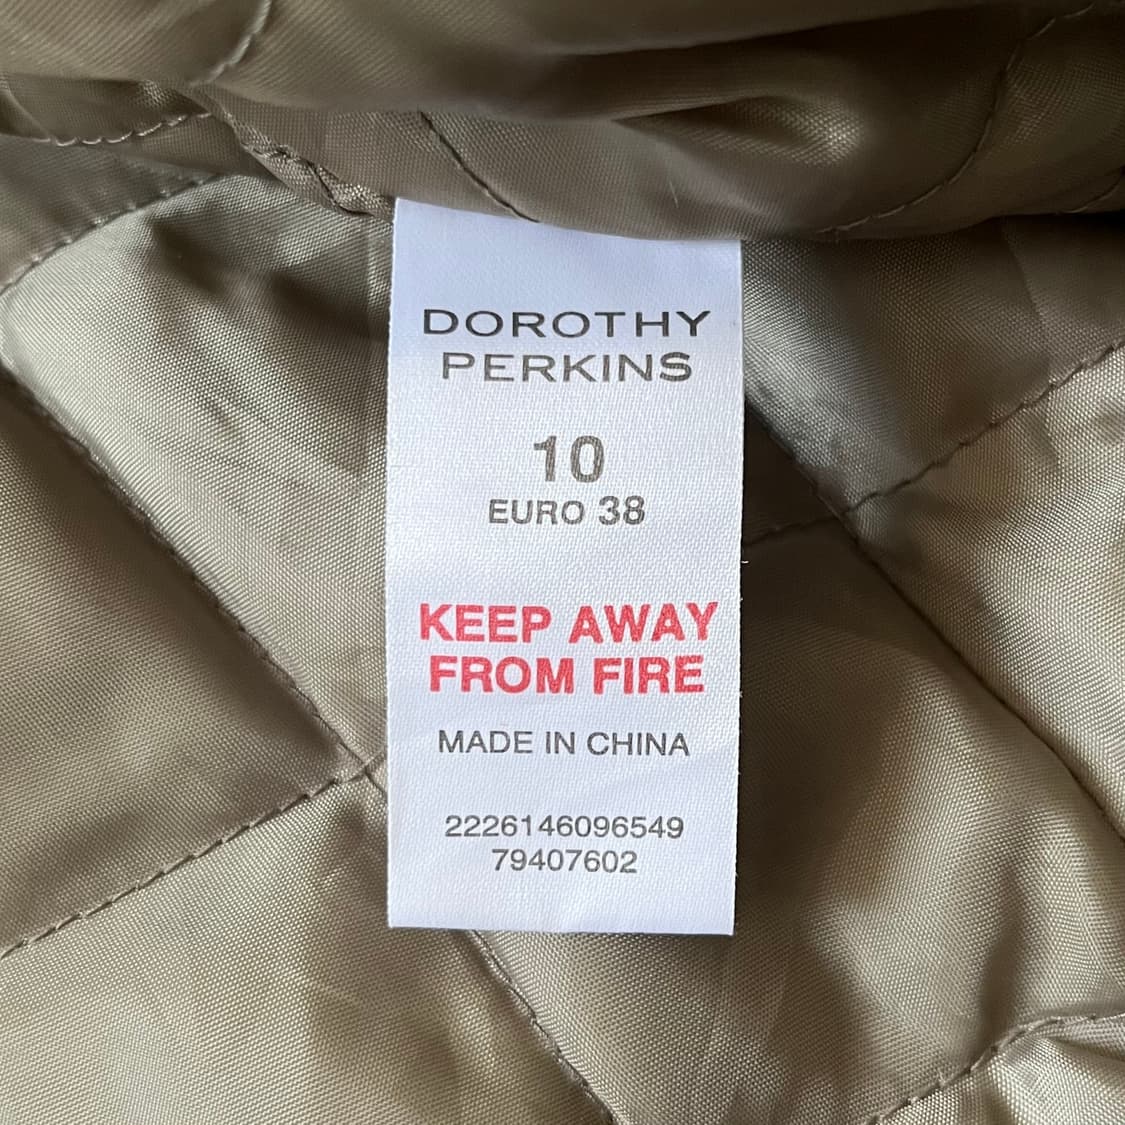 DOROTHY
PERKINS
10
EURO 38
KEEP AWAY
FROM FIRE
MADE IN CHINA
2226146096549
79407602